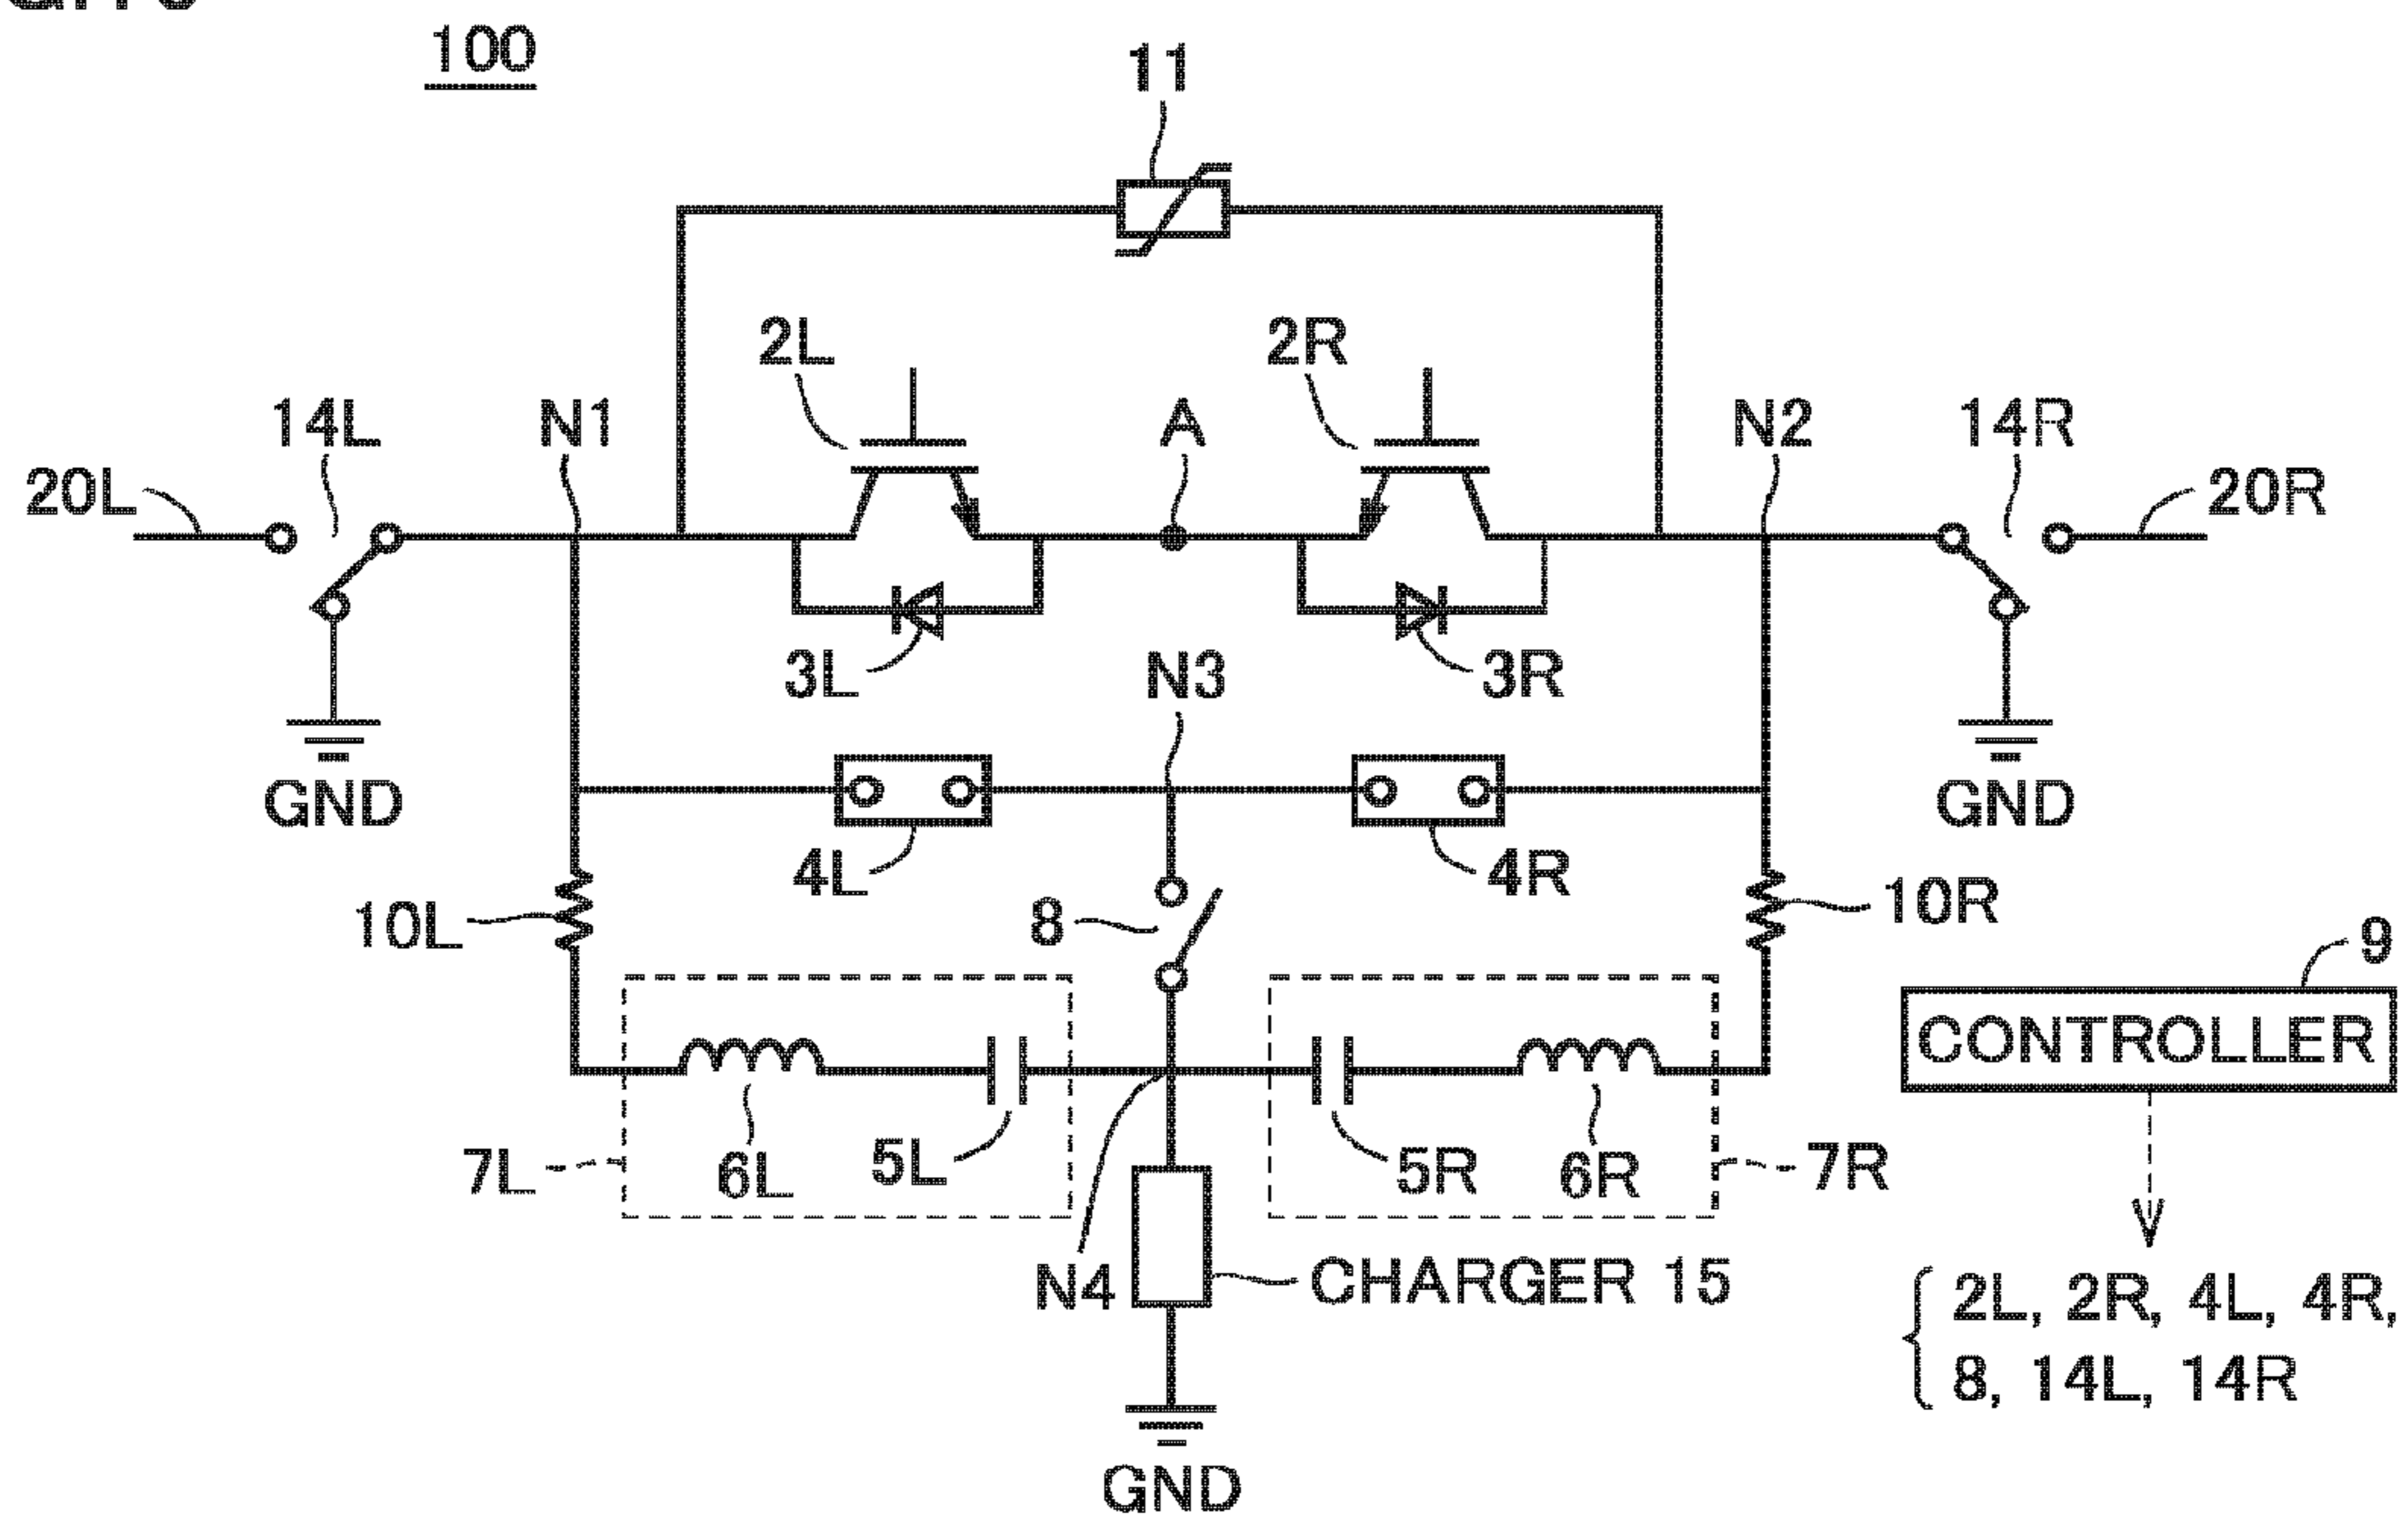 100
11
2L
2R
14L
N1
A
N2
14R
20L
20R
3L
N3
3R
GND
GND
4L
4R
10L
8
10R
9
CONTROLLER
7L
6L
5L
5R
6R
7R
N4
CHARGER 15
2L, 2R, 4L, 4R,
8, 14L, 14R
GND